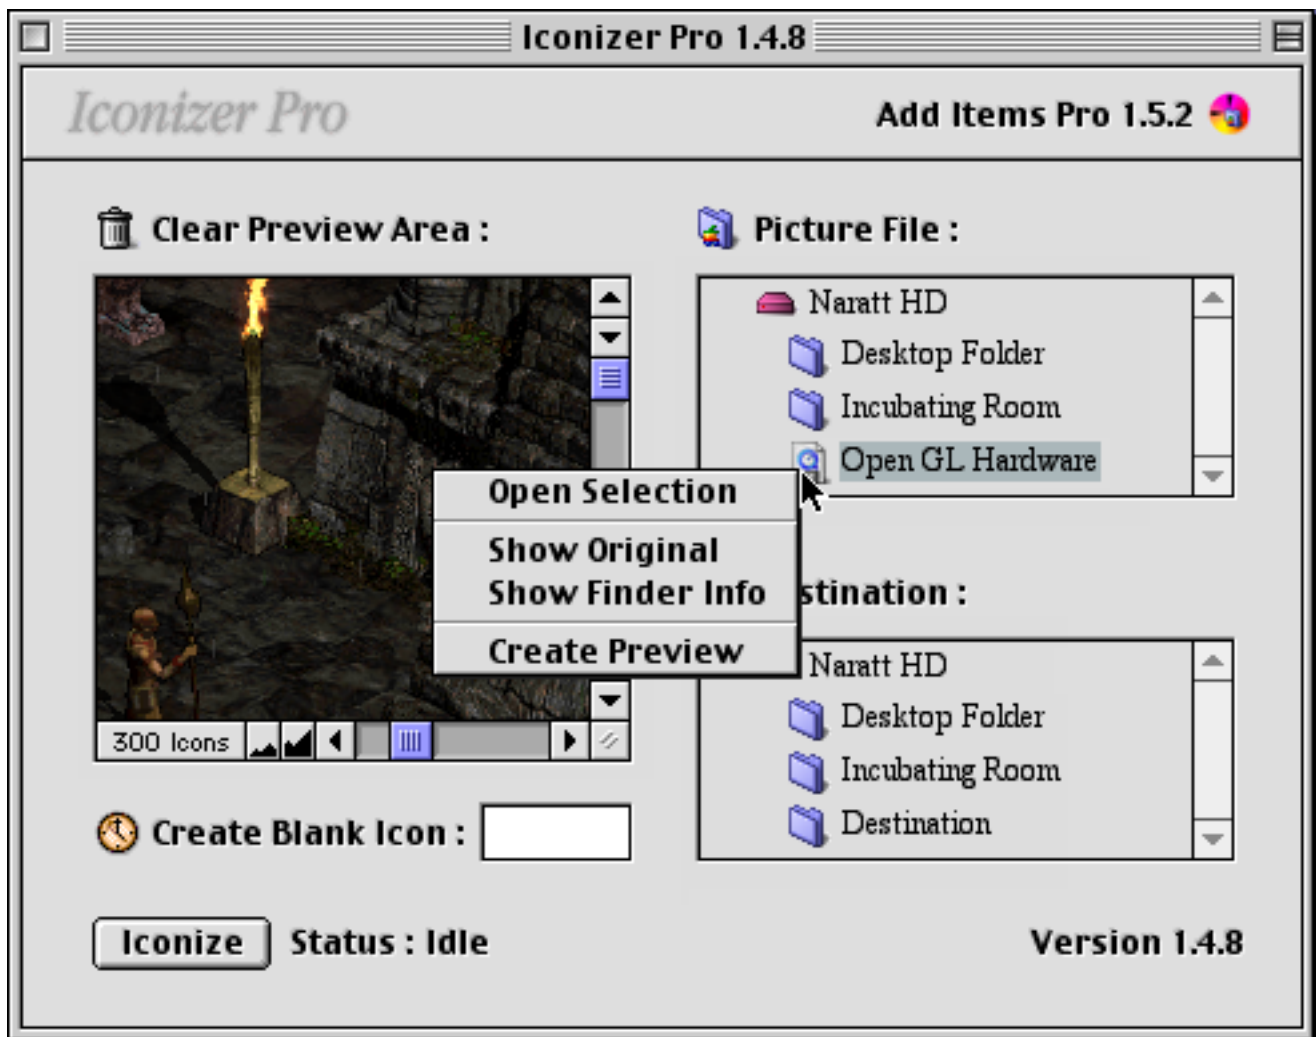 Iconizer Pro 1.4.8
Iconizer Pro
Add Items Pro 1.5.2
Clear Preview Area :
300 Icons
Create Blank Icon :
Picture File :
Naratt HD
Desktop Folder
Incubating Room
Open GL Hardware
Open Selection
Show Original
Show Finder Info
Create Preview
stination :
Naratt HD
Desktop Folder
Incubating Room
Destination
Iconize
Status : Idle
Version 1.4.8